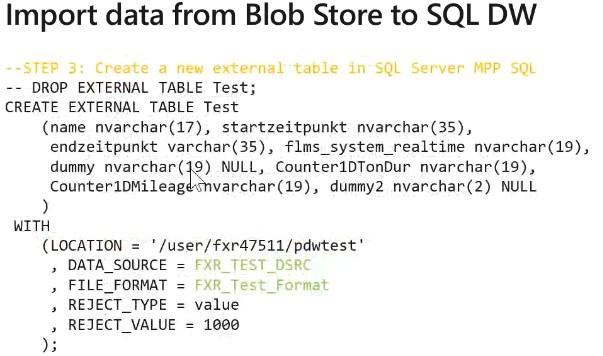 Import data from Blob Store to SQL DW
--STEP 3: Create a new external table in SQL Server MPP SQL
-- DROP EXTERNAL TABLE Test;
CREATE EXTERNAL TABLE Test
(name nvarchar(17), startzeitpunkt nvarchar(35),
endzeitpunkt varchar(35), flms_system_realtime nvarchar(19),
dummy nvarchar(19) NULL, Counter1DTonDur nvarchar(19),
Counter1DMileage nvarchar(19), dummy2 nvarchar(2) NULL
)
WITH
(LOCATION = '/user/fxr47511/pdwtest'
, DATA_SOURCE = FXR_TEST_DSRC
, FILE_FORMAT = FXR_Test_Format
, REJECT_TYPE = value
, REJECT_VALUE = 1000
);